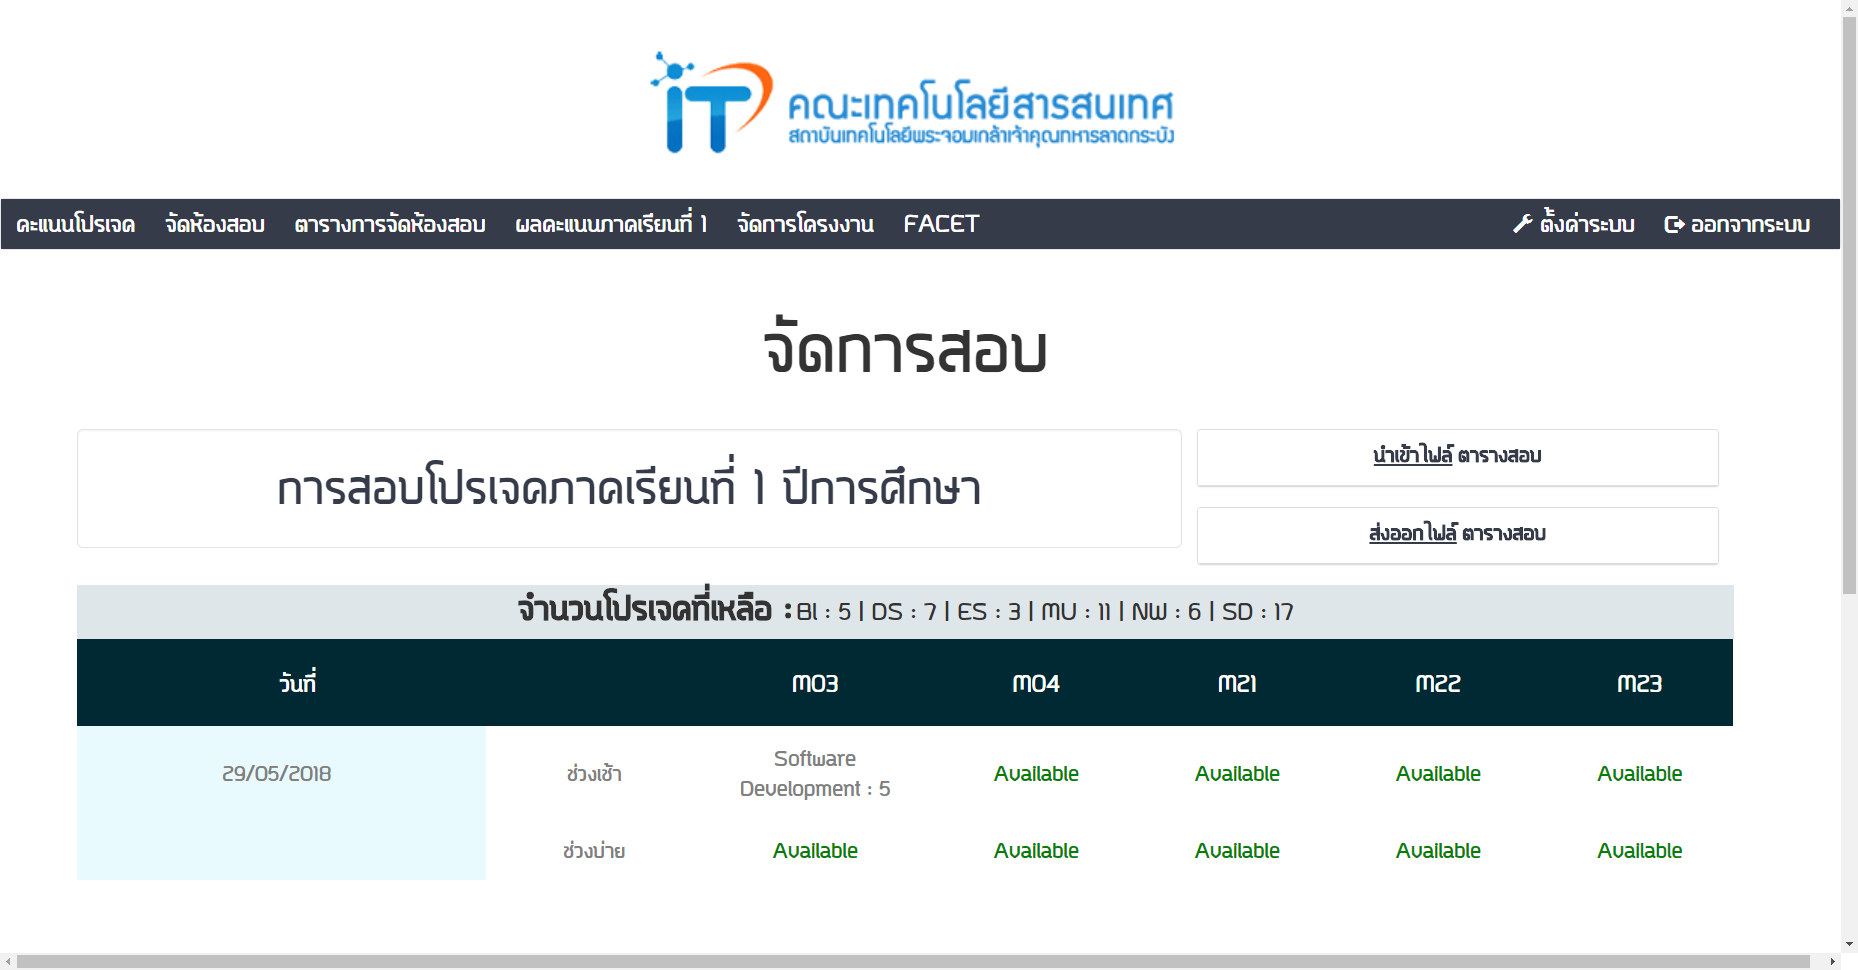 iT คณะเทคโนโลยีสารสนเทศ
สถาบันเทคโนโลยีพระจอมเกล้าเจ้าคุณทหารลาดกระบัง
คะแนนโปรเจค จัดห้องสอบ ตารางการจัดห้องสอบ ผลคะแนนภาคเรียนที่ 1 จัดการโครงงาน FACET ตั้งค่าระบบ ออกจากระบบ
จัดการสอบ
การสอบโปรเจคภาคเรียนที่ 1 ปีการศึกษา
นำเข้าไฟล์ ตารางสอบ
ส่งออกไฟล์ ตารางสอบ
จำนวนโปรเจคที่เหลือ : BI : 5 | DS : 7 | ES : 3 | MU : 11 | NW : 6 | SD : 17
วันที่ M03 M04 M21 M22 M23
29/05/2018 ช่วงเช้า Software Development : 5 Available Available Available Available
ช่วงบ่าย Available Available Available Available Available